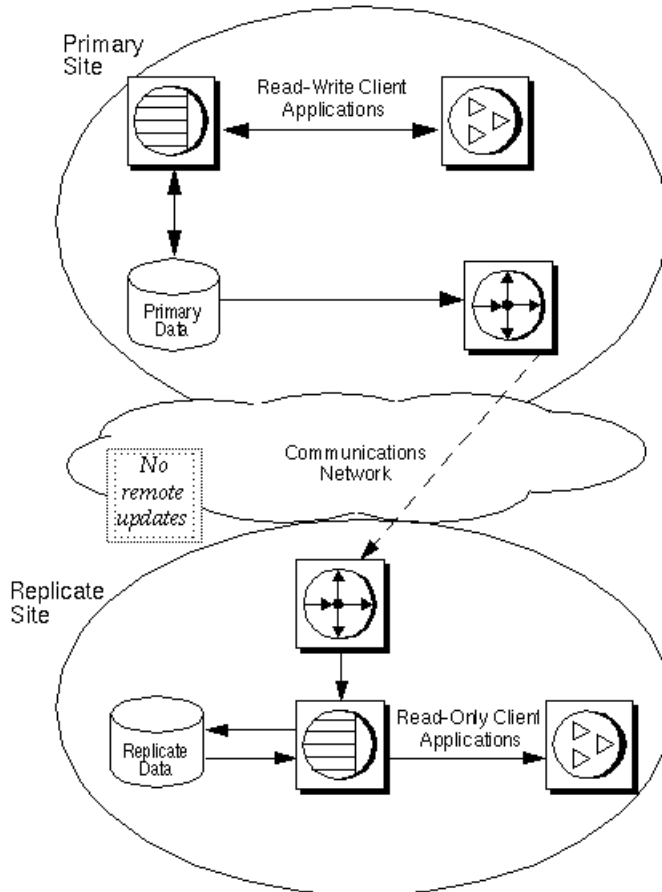 Primary
Site
Read-Write Client
Applications
Primary
Data
Communications
Network
No
remote
updates
Replicate
Site
Read-Only Client
Applications
Replicate
Data